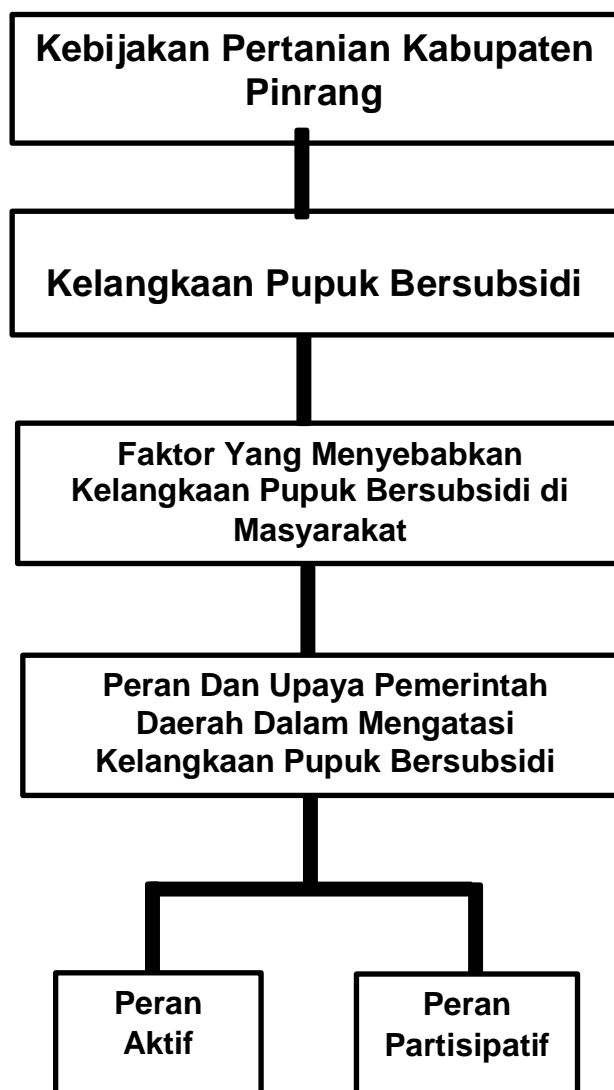 Kebijakan Pertanian Kabupaten
Pinrang
Kelangkaan Pupuk Bersubsidi
Faktor Yang Menyebabkan
Kelangkaan Pupuk Bersubsidi di
Masyarakat
Peran Dan Upaya Pemerintah
Daerah Dalam Mengatasi
Kelangkaan Pupuk Bersubsidi
Peran
Aktif
Peran
Partisipatif